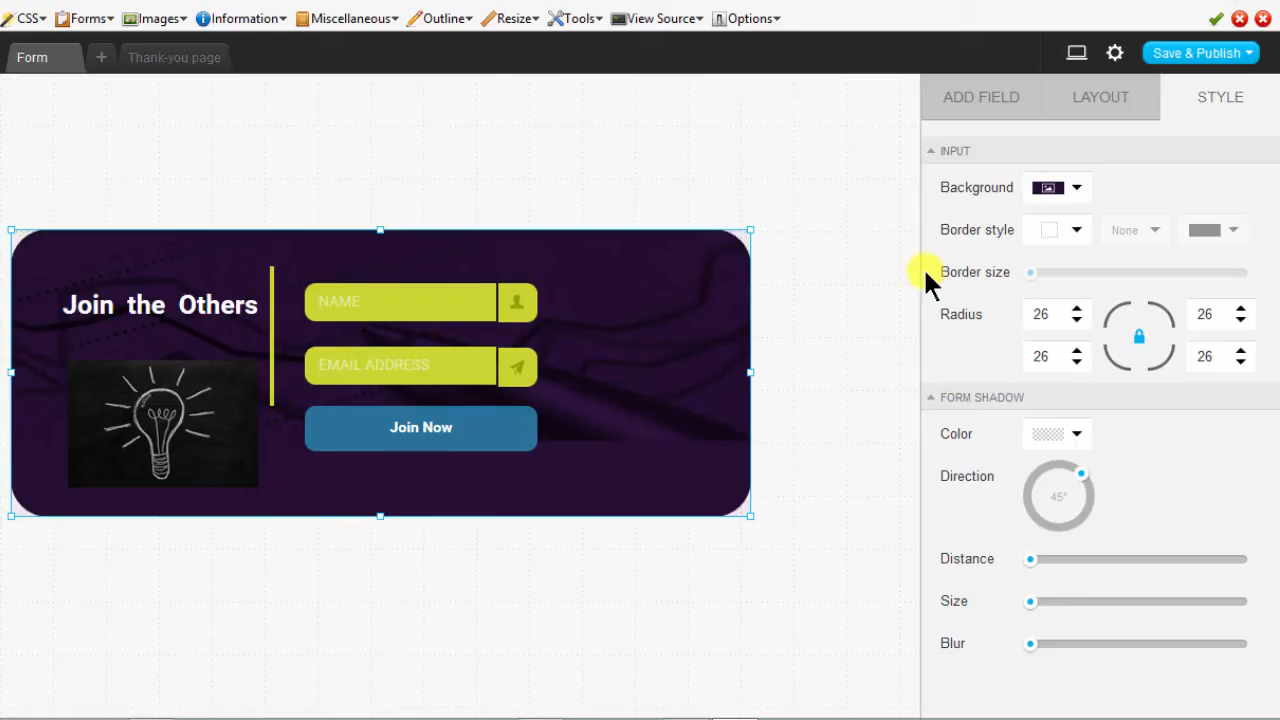 CSS▾ Forms▾ Images▾ Information▾ Miscellaneous▾ Outline▾ Resize▾ Tools▾ View Source▾ Options▾
Form + Thank-you page Save & Publish
ADD FIELD LAYOUT STYLE
INPUT
Background
Border style None
Border size
Radius 26 26
26 26
FORM SHADOW
Color
Direction 45°
Distance
Size
Blur
Join the Others
NAME
EMAIL ADDRESS
Join Now